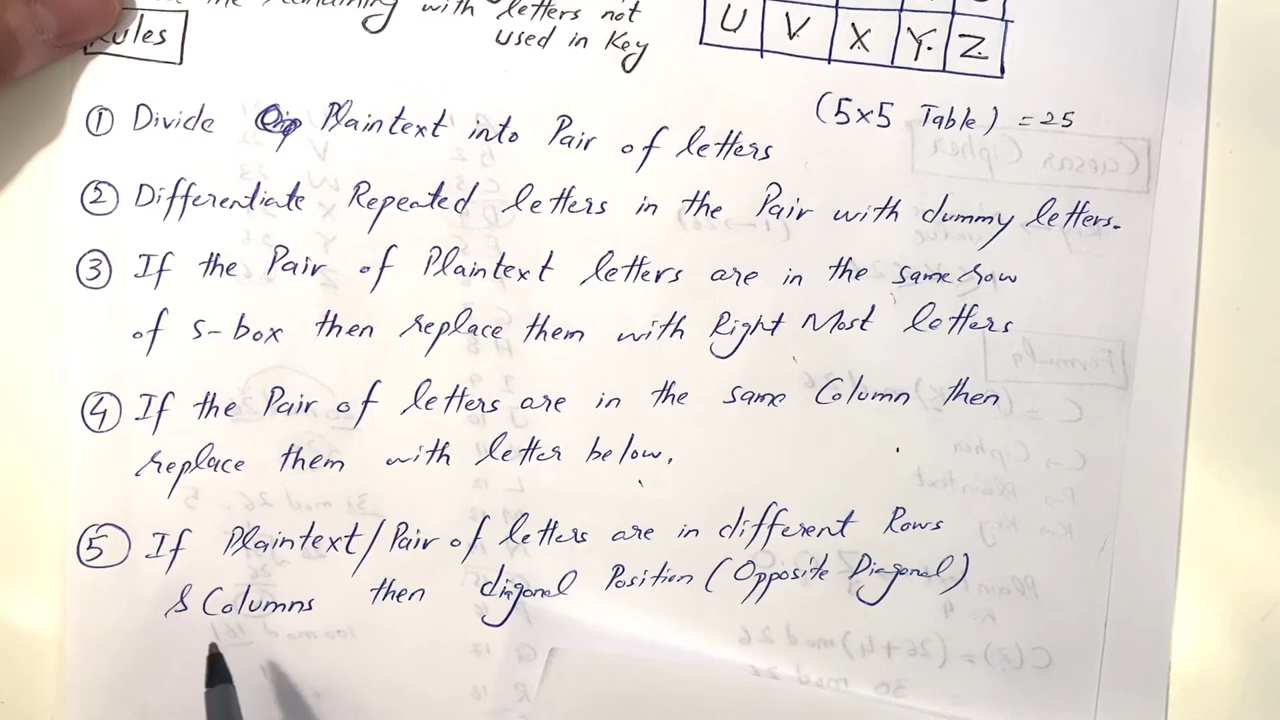 the remaining with letters not
used in Key
Rules
U V X Y. Z.
(5x5 Table) = 25
① Divide Plaintext into Pair of letters
② Differentiate Repeated letters in the Pair with dummy letters.
③ If the Pair of Plaintext letters are in the same row
of s-box then replace them with Right Most letters
④ If the Pair of letters are in the same Column then
replace them with letter below.
⑤ If Plaintext/Pair of letters are in different Rows
& Columns then digonal Position (Opposite Diagonal)